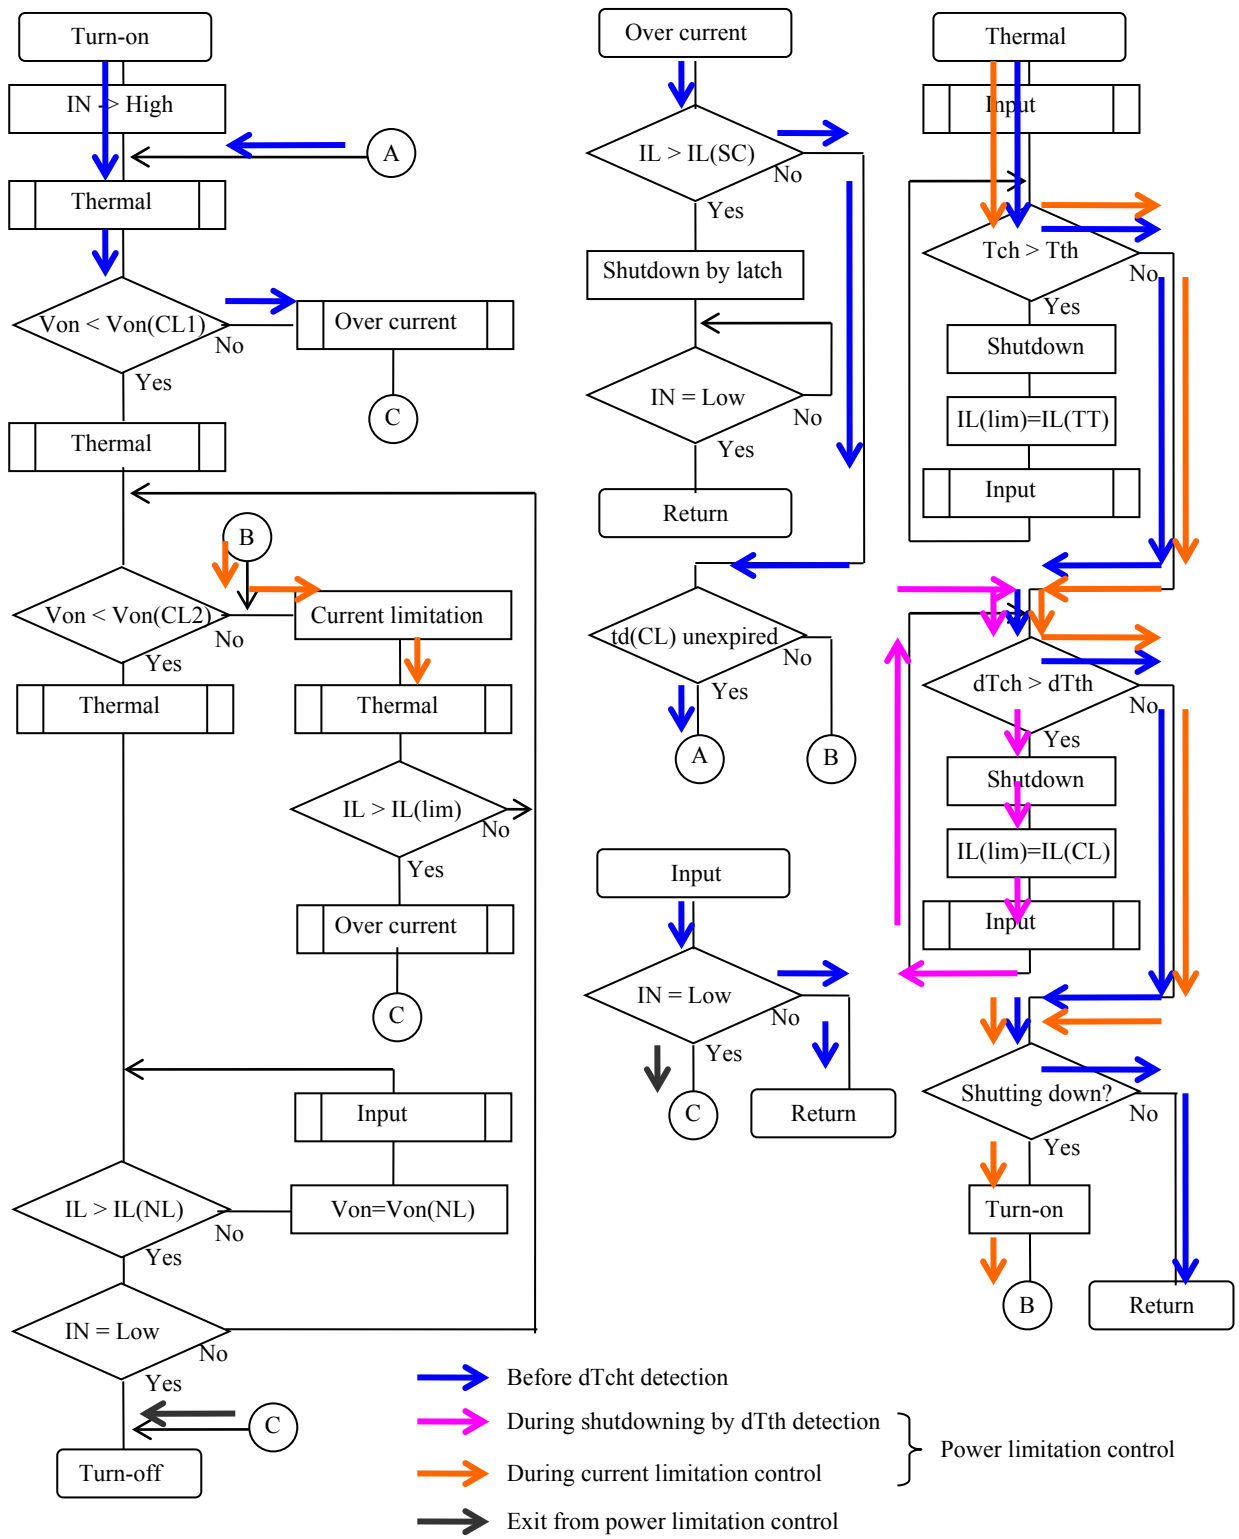 Turn-on
IN -> High
A
Thermal
Von < Von(CL1)
No
Yes
Over current
C
Thermal
B
Von < Von(CL2)
No
Yes
Current limitation
Thermal
Thermal
IL > IL(lim)
No
Yes
Over current
C
Input
Von=Von(NL)
IL > IL(NL)
No
Yes
IN = Low
No
Yes
C
Turn-off
Over current
IL > IL(SC)
No
Yes
Shutdown by latch
IN = Low
No
Yes
Return
td(CL) unexpired
No
Yes
A
B
Input
IN = Low
No
Yes
C
Return
Thermal
Input
Tch > Tth
No
Yes
Shutdown
IL(lim)=IL(TT)
Input
dTch > dTth
No
Yes
Shutdown
IL(lim)=IL(CL)
Input
Shutting down?
No
Yes
Turn-on
B
Return
Before dTcht detection
During shutdowning by dTth detection
During current limitation control
Power limitation control
Exit from power limitation control